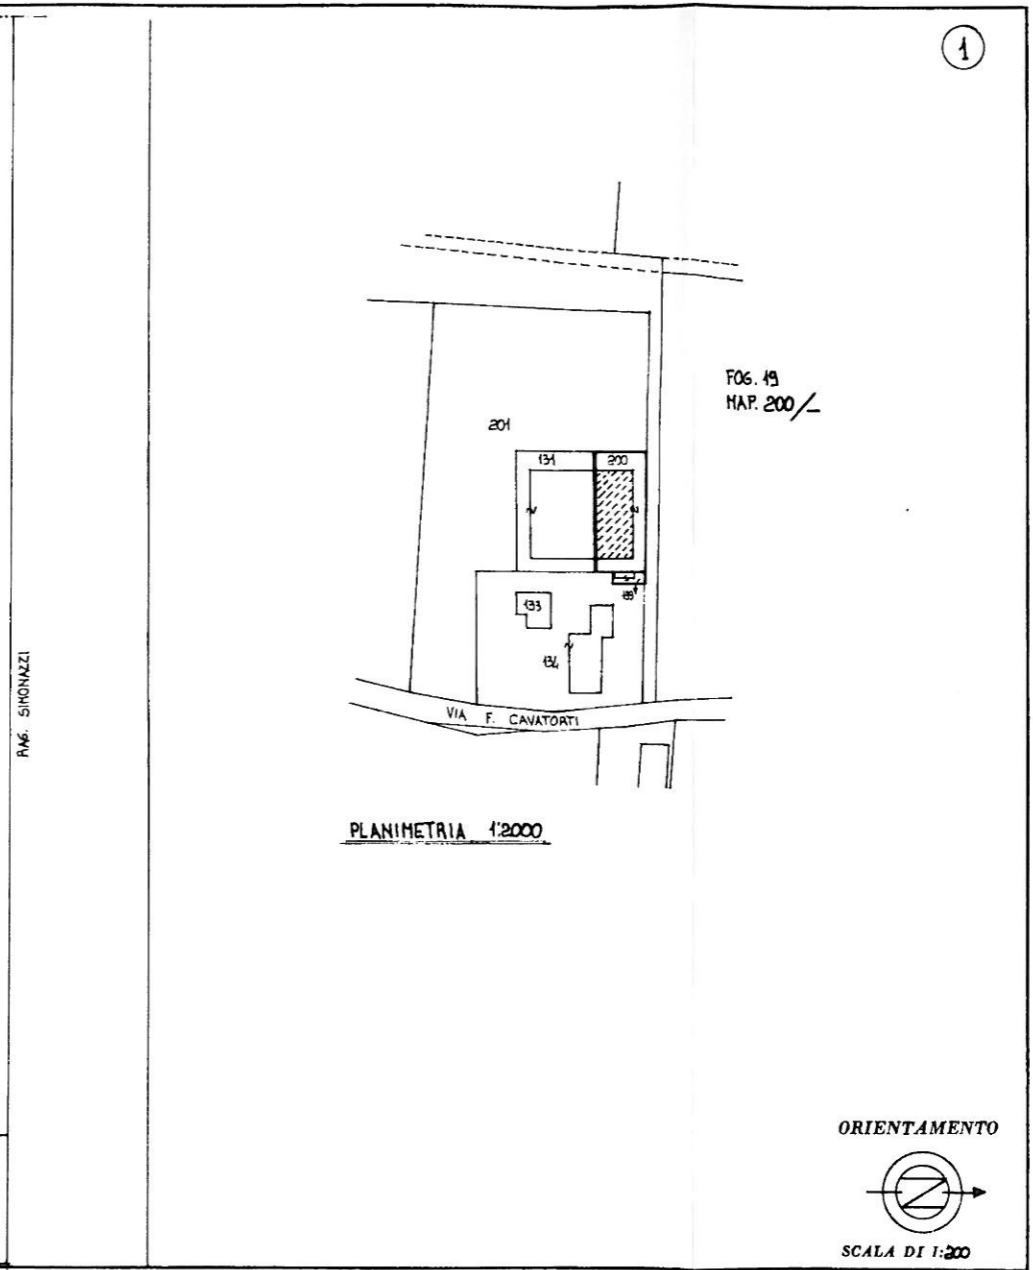 1
FOG. 19
MAP. 200/-
201
131 200
133
134
VIA F. CAVATORTI
PLANIMETRIA 1:2000
RAG. SIMONAZZI
ORIENTAMENTO
SCALA DI 1:200